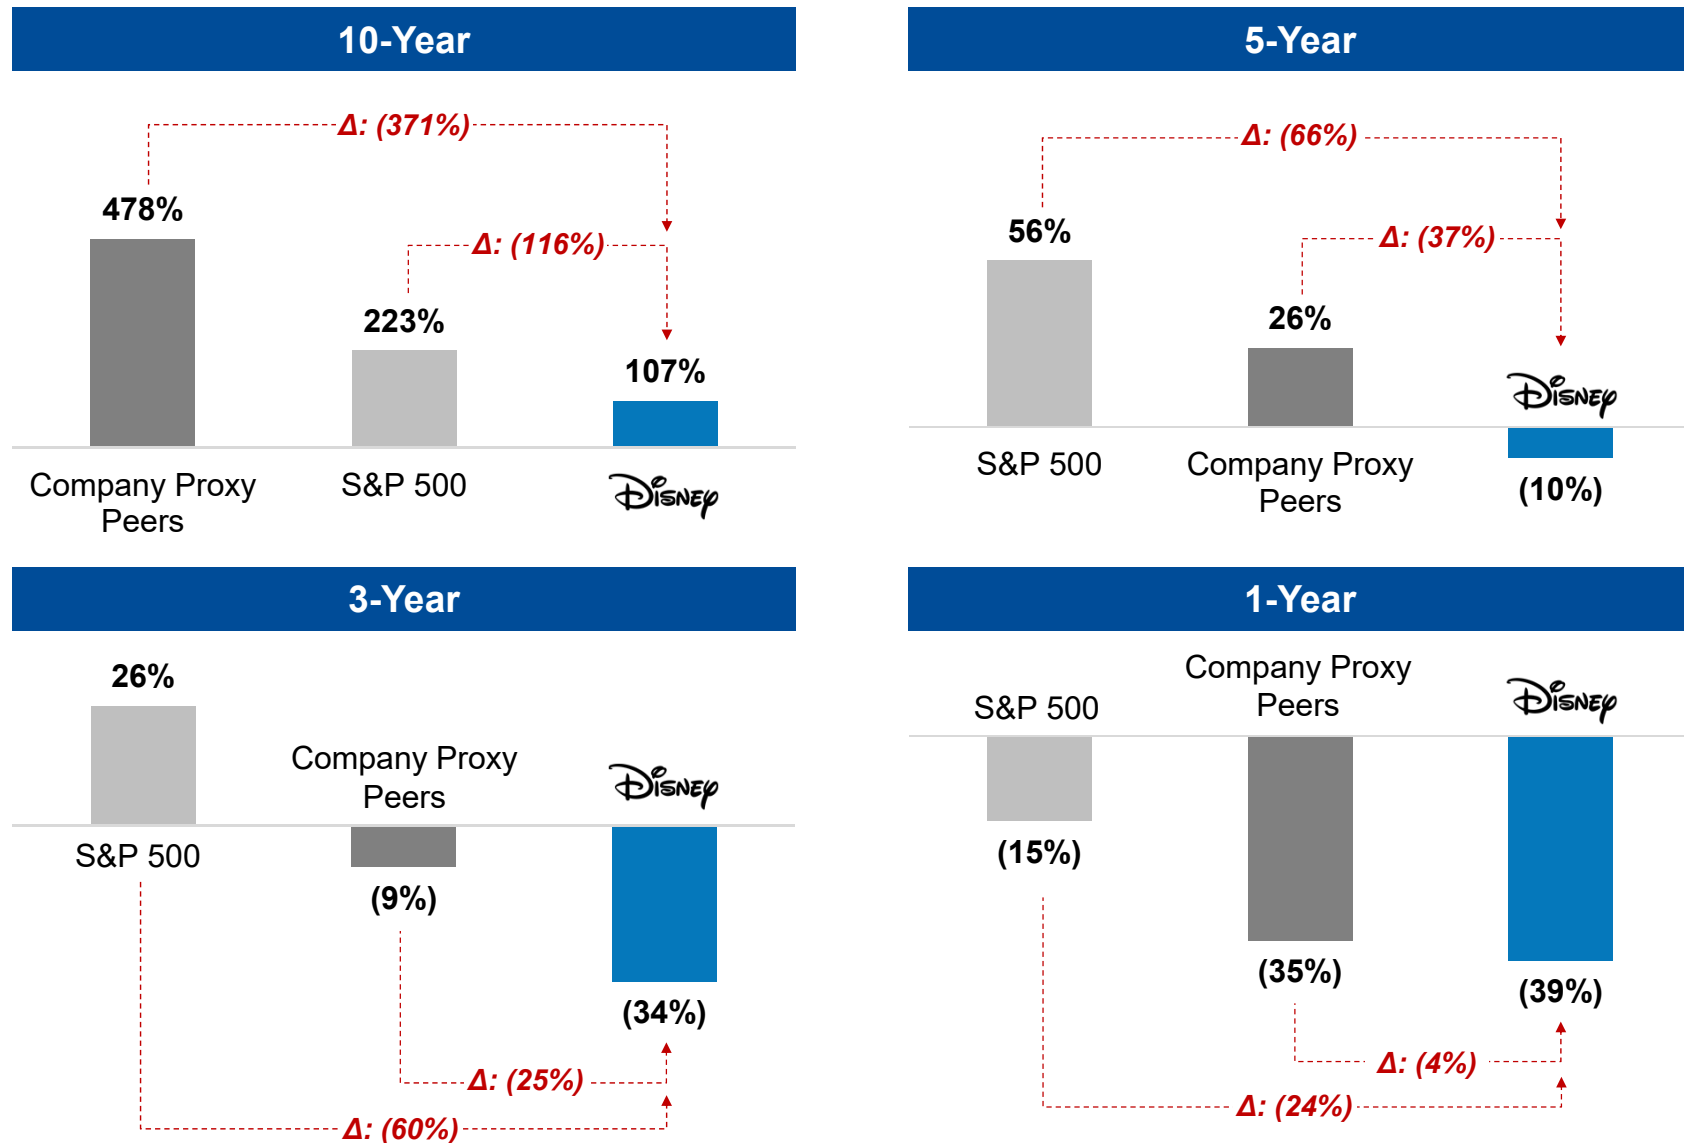 10-Year
Δ: (371%)
478%
Δ: (116%)
223%
107%
Company Proxy
Peers
S&P 500
Disney
5-Year
Δ: (66%)
56%
Δ: (37%)
26%
Disney
S&P 500
Company Proxy
Peers
(10%)
3-Year
26%
Company Proxy
Peers
Disney
S&P 500
(9%)
(34%)
Δ: (25%)
Δ: (60%)
1-Year
Company Proxy
Peers
S&P 500
Disney
(15%)
(35%)
(39%)
Δ: (4%)
Δ: (24%)